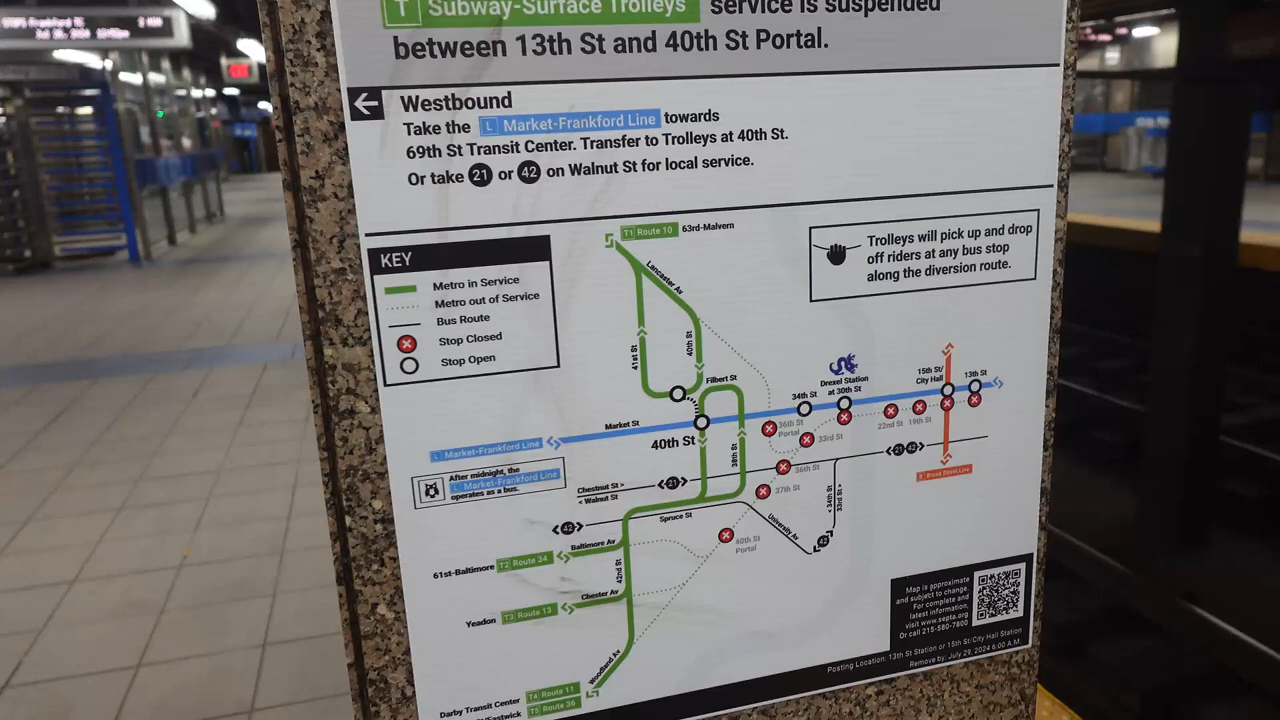 T Subway-Surface Trolleys service is suspended
between 13th St and 40th St Portal.
Westbound
Take the L Market-Frankford Line towards
69th St Transit Center. Transfer to Trolleys at 40th St.
Or take 21 or 42 on Walnut St for local service.
KEY
Metro in Service
Metro out of Service
Bus Route
Stop Closed
Stop Open
T1 Route 10 63rd-Malvern
Trolleys will pick up and drop
off riders at any bus stop
along the diversion route.
Lancaster Av
41st St
40th St
Filbert St
Market St
40th St
38th St
34th St
Drexel Station
at 30th St
15th St/
City Hall
13th St
36th St
Portal
33rd St
22nd St
19th St
36th St
37th St
40th St
Portal
L Market-Frankford Line
After midnight, the
L Market-Frankford Line
operates as a bus.
B Broad Street Line
<21>
<21><42>
Chestnut St >
< Walnut St
<42>
Spruce St
University Av
< 34th St
33rd St >
42
Baltimore Av
61st-Baltimore T2 Route 34
42nd St
Chester Av
Yeadon T3 Route 13
Woodland Av
Darby Transit Center T4 Route 11
T5 Route 36
Map is approximate
and subject to change.
For complete and
latest information,
visit www.septa.org
Or call 215-580-7800
Posting Location: 13th St Station or 15th St/City Hall Station
Remove by: July 29, 2024 6:00 A.M.